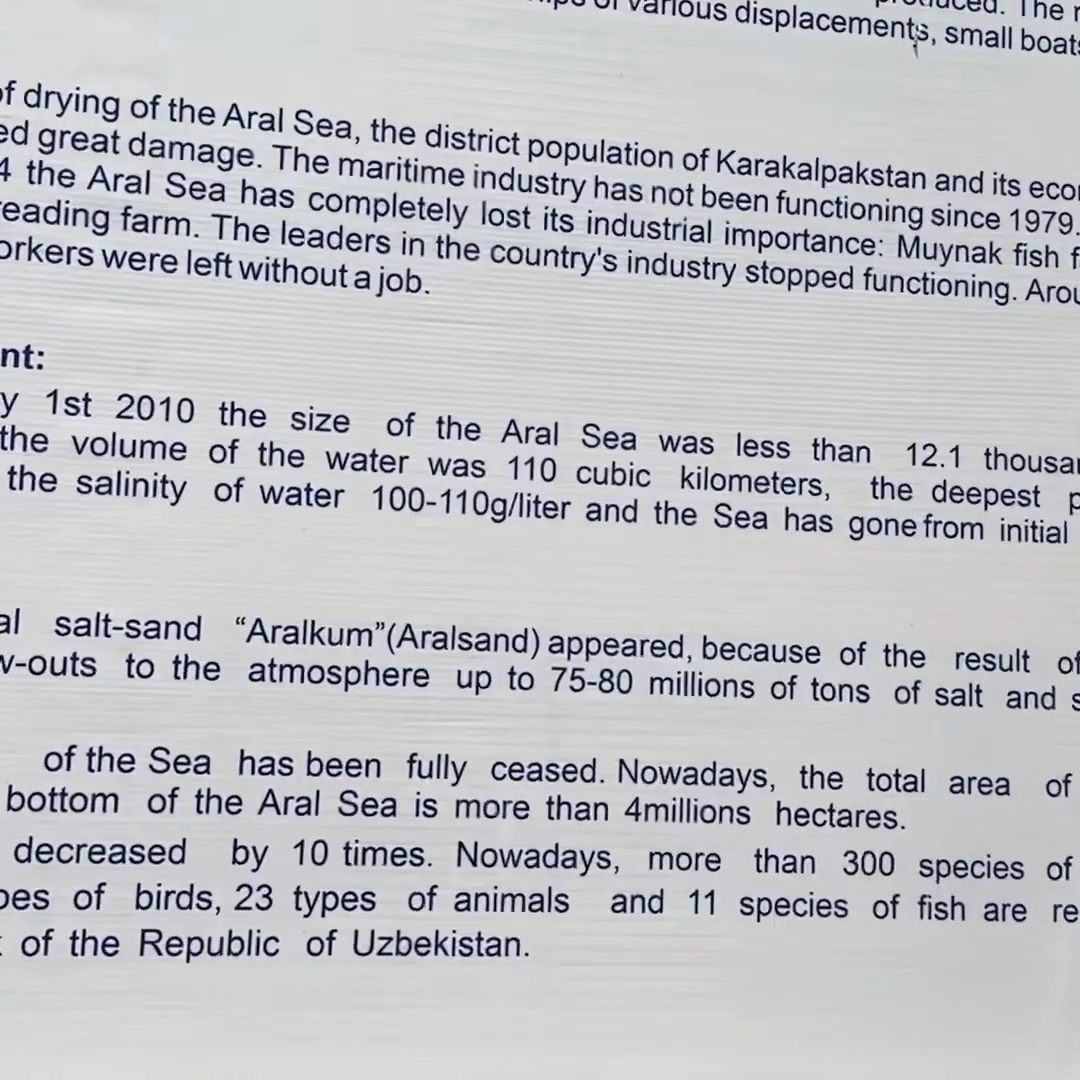 of various displacements, small boats
produced. The
of drying of the Aral Sea, the district population of Karakalpakstan and its
great damage. The maritime industry has not been functioning since 1979.
4 the Aral Sea has completely lost its industrial importance: Muynak fish
farm. The leaders in the country's industry stopped functioning.
were left without a job.
nt:
y 1st 2010 the size of the Aral Sea was less than 12.1
the volume of the water was 110 cubic kilometers, the deepest p
the salinity of water 100-110g/liter and the Sea has gone from initial
al salt-sand “Aralkum”(Aralsand) appeared, because of the result of
w-outs to the atmosphere up to 75-80 millions of tons of salt and s
of the Sea has been fully ceased. Nowadays, the total area of
bottom of the Aral Sea is more than 4millions hectares.
decreased by 10 times. Nowadays, more than 300 species of
pes of birds, 23 types of animals and 11 species of fish are re
of the Republic of Uzbekistan.